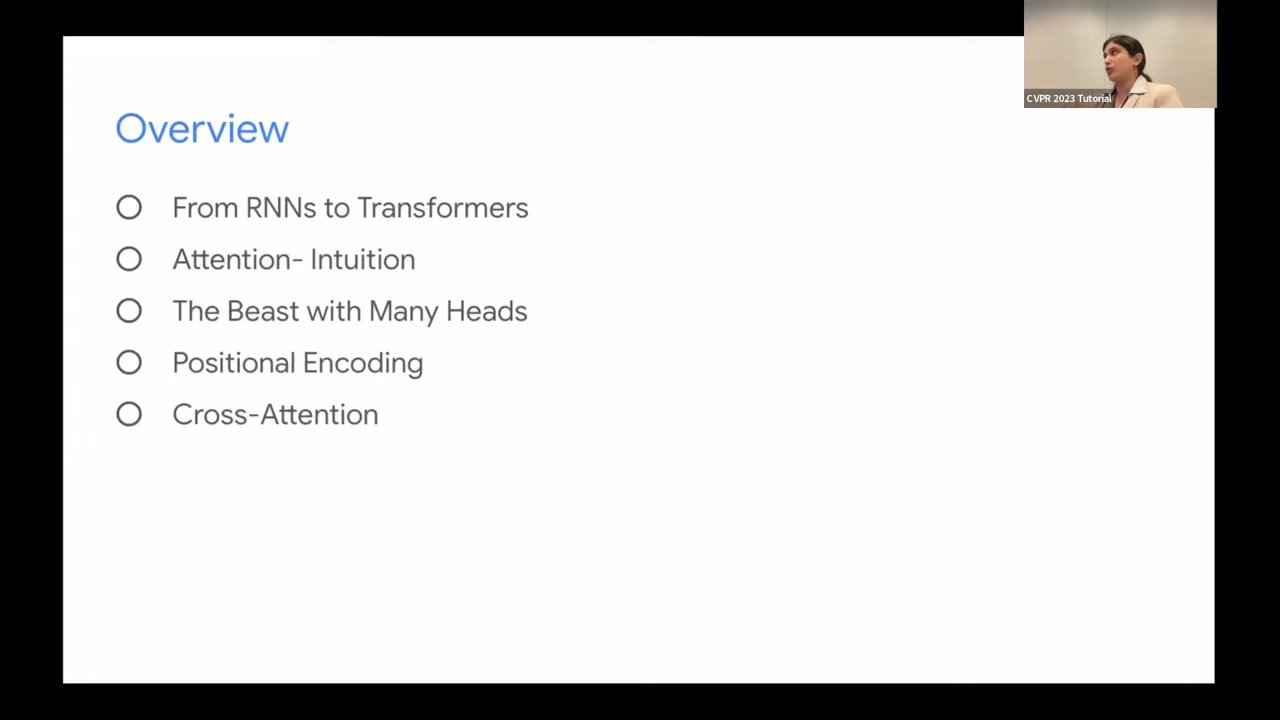 Overview
From RNNs to Transformers
Attention- Intuition
The Beast with Many Heads
Positional Encoding
Cross-Attention
CVPR 2023 Tutorial